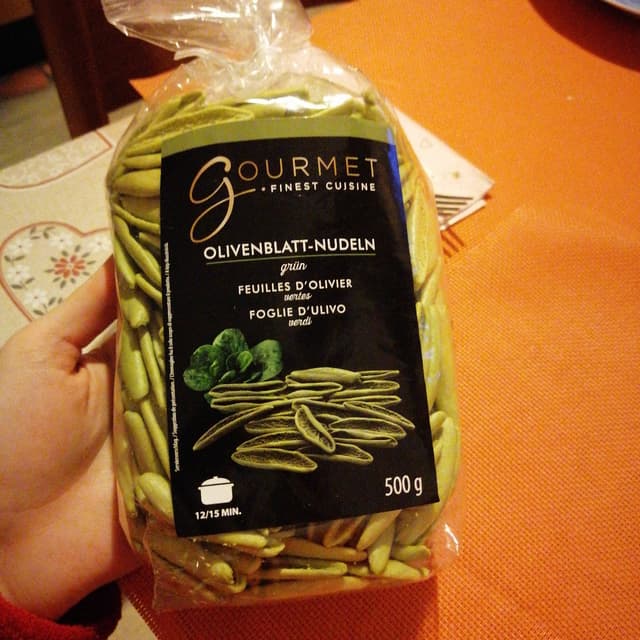 GOURMET
• FINEST CUISINE
OLIVENBLATT-NUDELN
grün
FEUILLES D'OLIVIER
vertes
FOGLIE D'ULIVO
verdi
500 g
12/15 MIN.